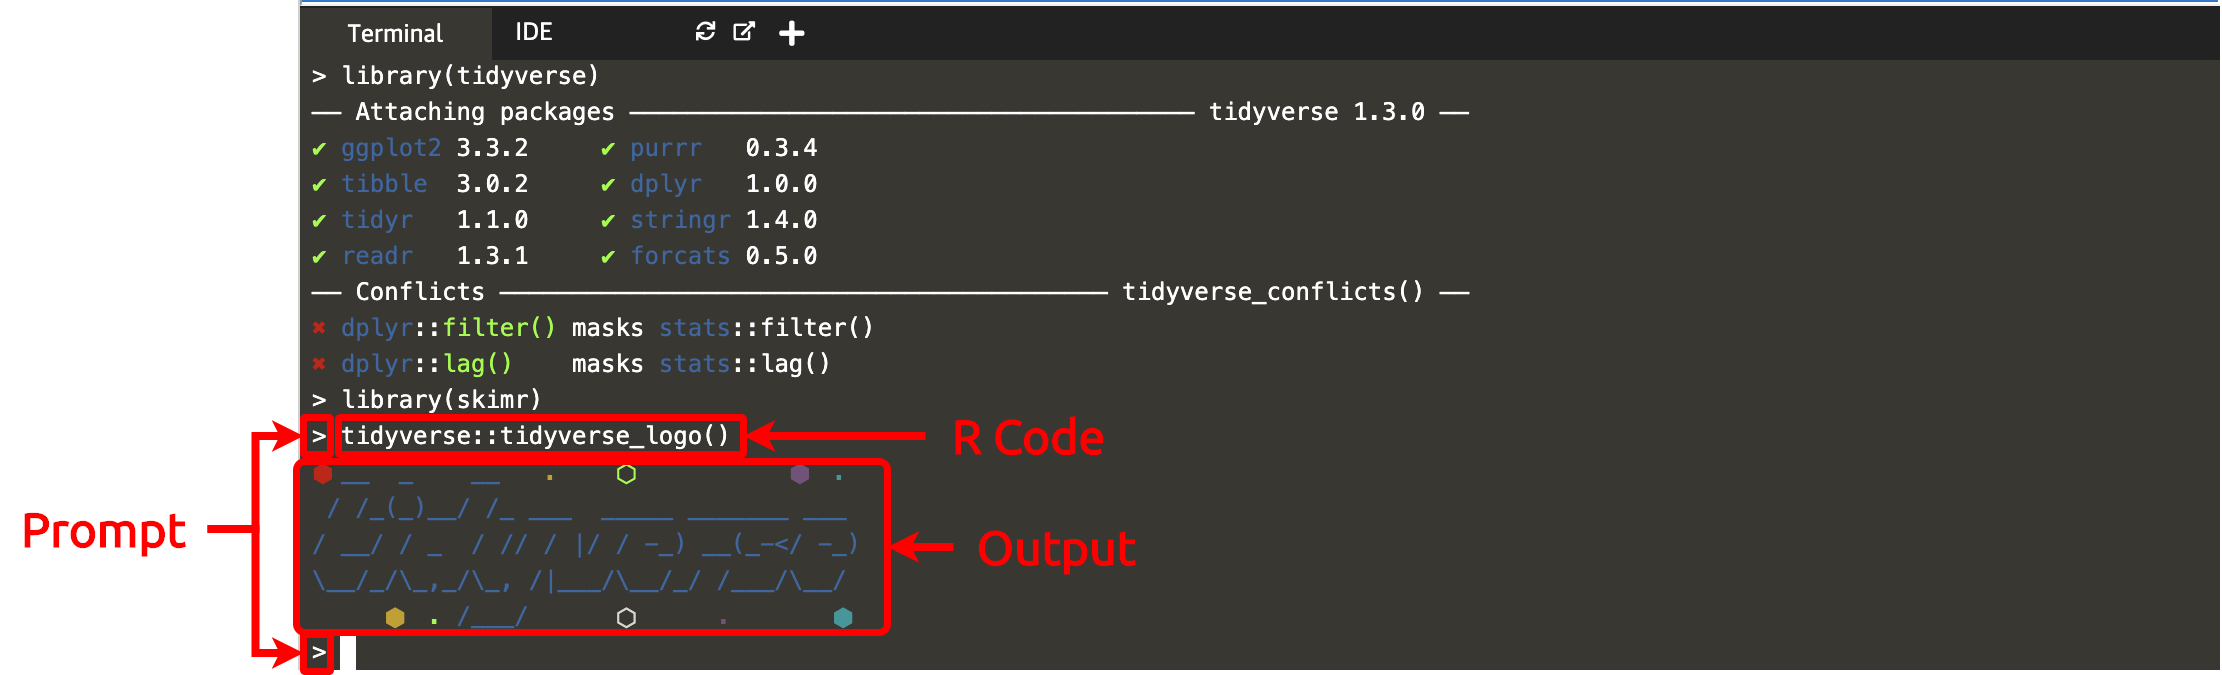 Terminal IDE
> library(tidyverse)
── Attaching packages ─────────────────────────────────────── tidyverse 1.3.0 ──
✔ ggplot2 3.3.2     ✔ purrr   0.3.4
✔ tibble  3.0.2     ✔ dplyr   1.0.0
✔ tidyr   1.1.0     ✔ stringr 1.4.0
✔ readr   1.3.1     ✔ forcats 0.5.0
── Conflicts ────────────────────────────────────────── tidyverse_conflicts() ──
✖ dplyr::filter() masks stats::filter()
✖ dplyr::lag()    masks stats::lag()
> library(skimr)
> tidyverse::tidyverse_logo()
R Code
⬢ __  _    __   .    ⬡           ⬢  .
 / /_(_)__/ /_ ___  _____ _______ ___
Prompt
/ __/ / _  / // / |/ / -_) __(_-</ -_)
Output
\__/_/\_,_/\_, /|___/\__/_/ /___/\__/
     ⬢  . /___/      ⬡      .       ⬢
>